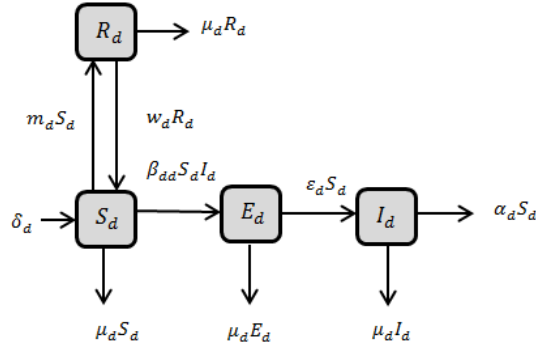 R_d
μ_d R_d
m_d S_d
w_d R_d
β_dd S_d I_d
δ_d
S_d
E_d
ε_d S_d
I_d
α_d S_d
μ_d S_d
μ_d E_d
μ_d I_d